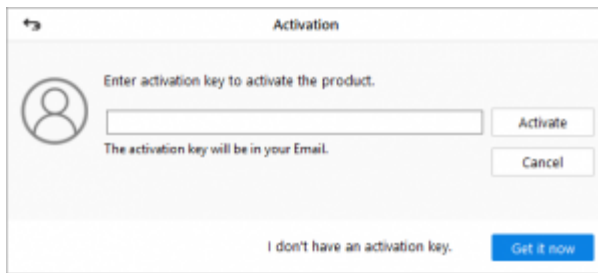 Activation
Enter activation key to activate the product.
Activate
The activation key will be in your Email.
Cancel
I don't have an activation key.
Get it now